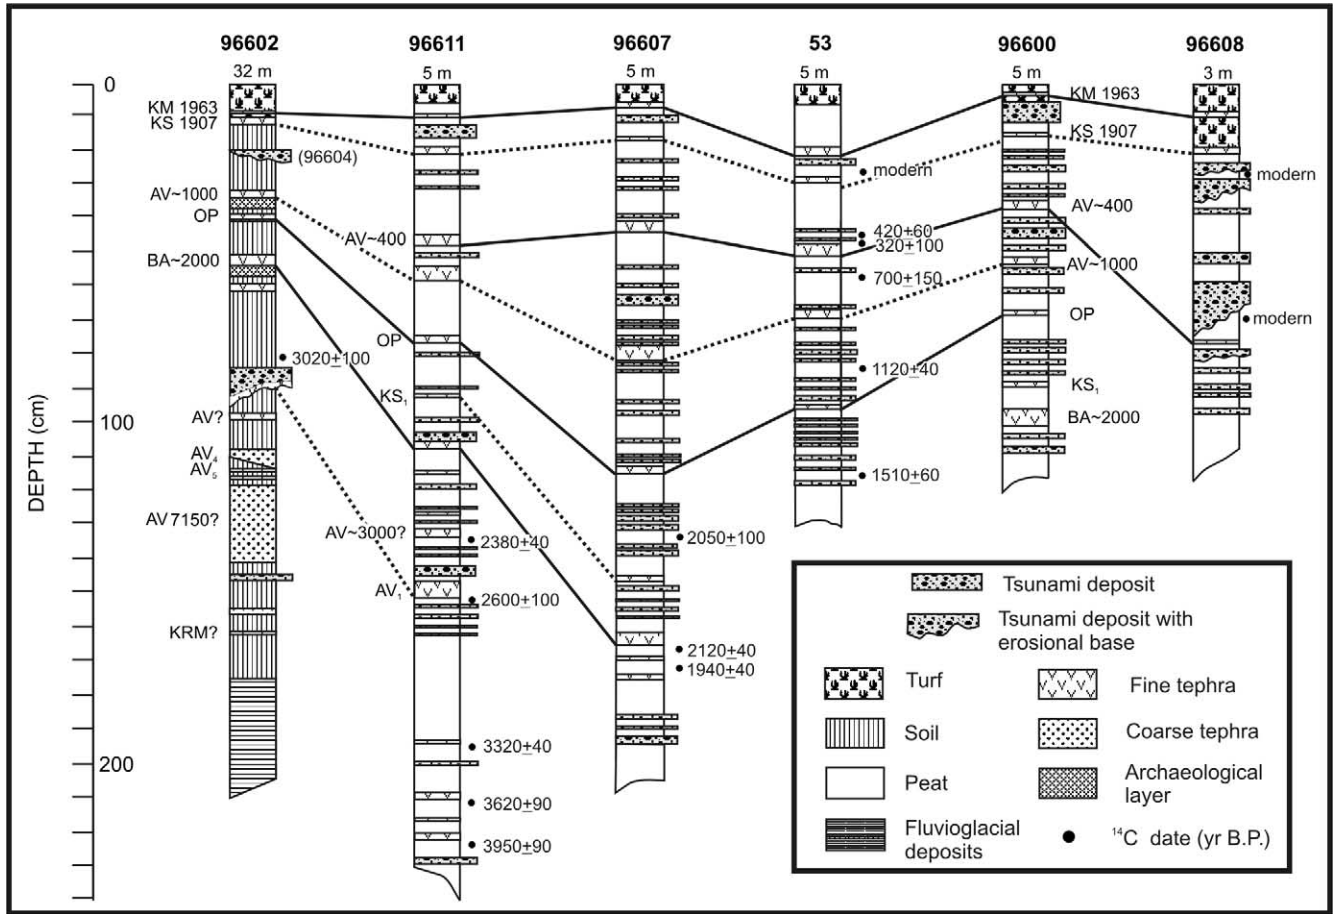 96602 96611 96607 53 96600 96608
32 m 5 m 5 m 5 m 5 m 3 m
0
KM 1963
KM 1963
KS 1907
KS 1907
(96604)
modern
modern
AV~1000
AV~400
OP
420±60
AV~400
320±100
BA~2000
AV~1000
700±150
OP
modern
OP
3020±100
1120±40
KS1
KS1
AV?
100
BA~2000
DEPTH (cm)
AV4
AV5
1510±60
AV 7150?
AV~3000?
2380±40
2050±100
AV1
2600±100
KRM?
2120±40
1940±40
3320±40
200
3620±90
3950±90
Tsunami deposit
Tsunami deposit with
erosional base
Turf
Fine tephra
Soil
Coarse tephra
Peat
Archaeological
layer
Fluvioglacial
deposits
14C date (yr B.P.)